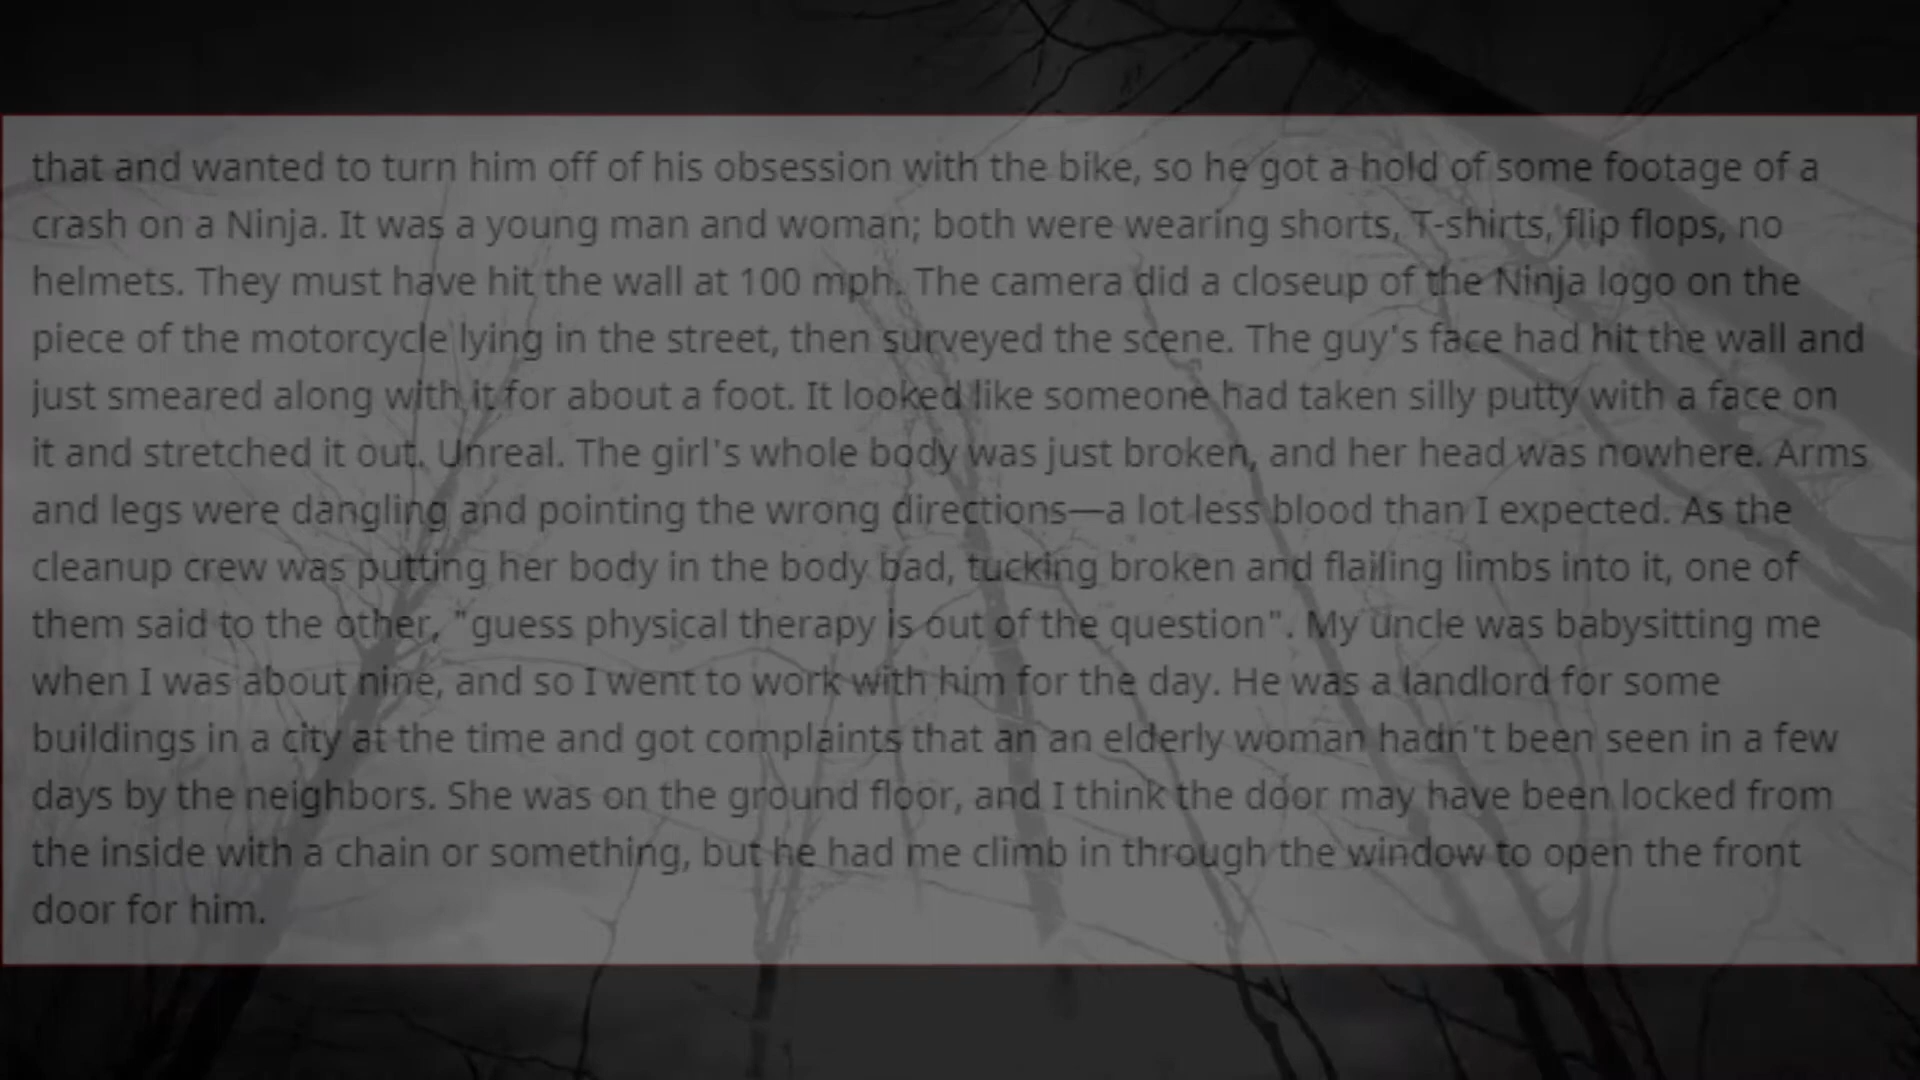 that and wanted to turn him off of his obsession with the bike, so he got a hold of some footage of a
crash on a Ninja. It was a young man and woman; both were wearing shorts, T-shirts, flip flops, no
helmets. They must have hit the wall at 100 mph. The camera did a closeup of the Ninja logo on the
piece of the motorcycle lying in the street, then surveyed the scene. The guy's face had hit the wall and
just smeared along with it for about a foot. It looked like someone had taken silly putty with a face on
it and stretched it out. Unreal. The girl's whole body was just broken, and her head was nowhere. Arms
and legs were dangling and pointing the wrong directions—a lot less blood than I expected. As the
cleanup crew was putting her body in the body bad, tucking broken and flailing limbs into it, one of
them said to the other, "guess physical therapy is out of the question". My uncle was babysitting me
when I was about nine, and so I went to work with him for the day. He was a landlord for some
buildings in a city at the time and got complaints that an an elderly woman hadn't been seen in a few
days by the neighbors. She was on the ground floor, and I think the door may have been locked from
the inside with a chain or something, but he had me climb in through the window to open the front
door for him.